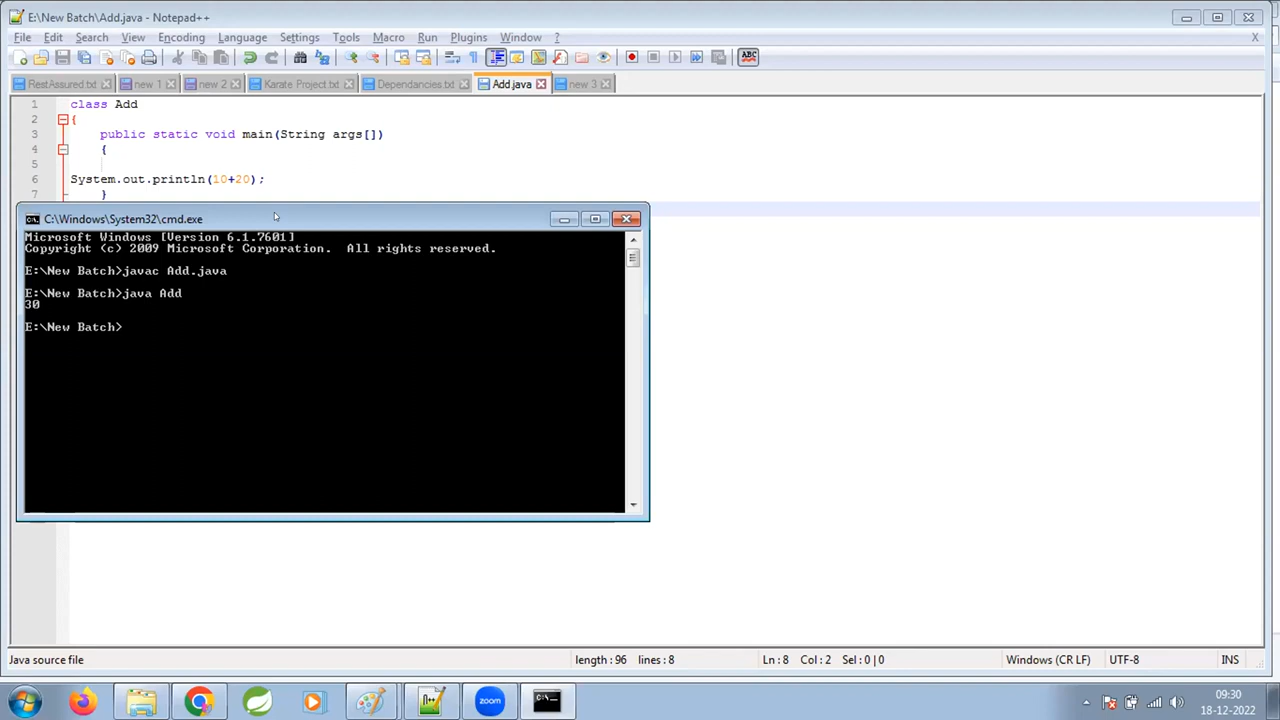 E:\New Batch\Add.java - Notepad++
File Edit Search View Encoding Language Settings Tools Macro Run Plugins Window ? X
ABC
RestAssured.txt new 1 new 2 Karate Project.txt Dependancies.txt Add.java new 3
1 class Add
2 {
3 public static void main(String args[])
4 {
5
6 System.out.println(10+20);
7 }
C:\Windows\System32\cmd.exe
Microsoft Windows [Version 6.1.7601]
Copyright (c) 2009 Microsoft Corporation. All rights reserved.
E:\New Batch>javac Add.java
E:\New Batch>java Add
30
E:\New Batch>
Java source file length : 96 lines : 8 Ln : 8 Col : 2 Sel : 0 | 0 Windows (CR LF) UTF-8 INS
zoom
09:30
18-12-2022